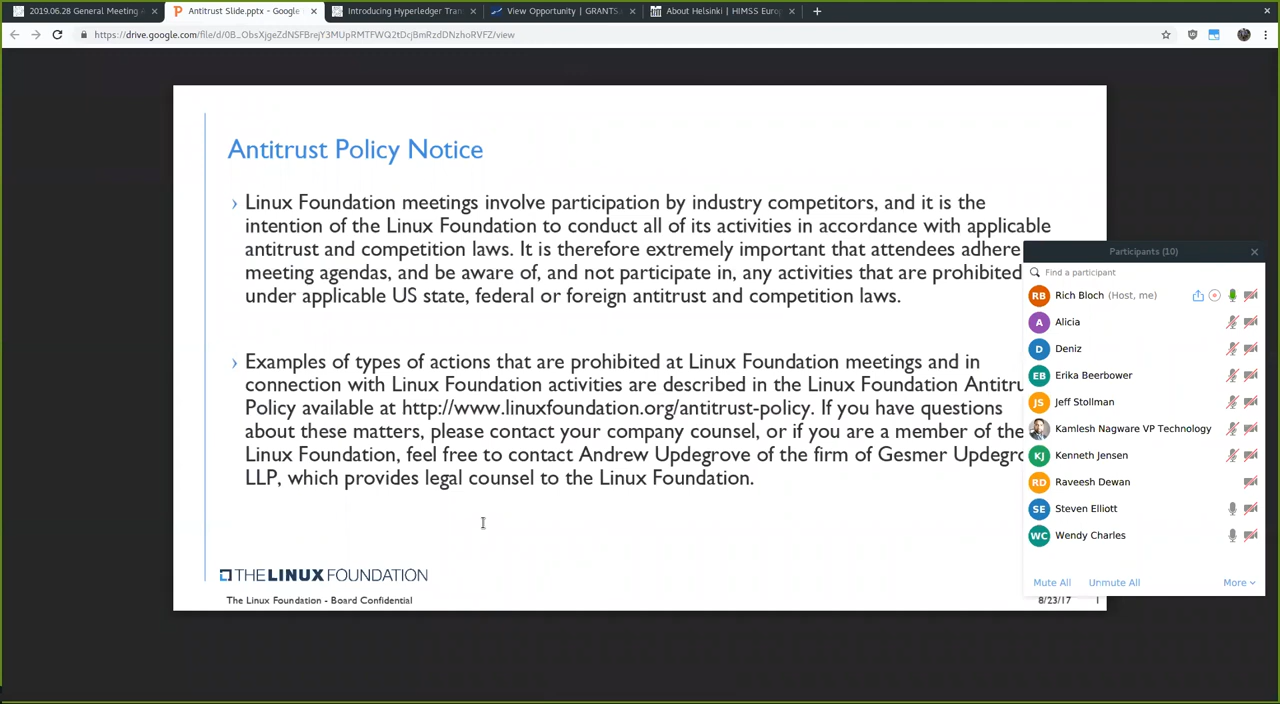 2019.06.28 General Meeting
Antitrust Slide.pptx - Google
Introducing Hyperledger Tran
View Opportunity | GRANTS.
About Helsinki | HIMSS Euro
https://drive.google.com/file/d/0B_ObsXjgeZdNSFBrejY3MUpRMTFWQ2tDcjBmRzdDNzhoRVFZ/view
Antitrust Policy Notice
› Linux Foundation meetings involve participation by industry competitors, and it is the
intention of the Linux Foundation to conduct all of its activities in accordance with applicable
antitrust and competition laws. It is therefore extremely important that attendees adhere
meeting agendas, and be aware of, and not participate in, any activities that are prohibited
under applicable US state, federal or foreign antitrust and competition laws.
› Examples of types of actions that are prohibited at Linux Foundation meetings and in
connection with Linux Foundation activities are described in the Linux Foundation Antitru
Policy available at http://www.linuxfoundation.org/antitrust-policy. If you have questions
about these matters, please contact your company counsel, or if you are a member of the
Linux Foundation, feel free to contact Andrew Updegrove of the firm of Gesmer Updegro
LLP, which provides legal counsel to the Linux Foundation.
THE LINUX FOUNDATION
The Linux Foundation - Board Confidential
8/23/17 1
Participants (10)
Find a participant
RB Rich Bloch (Host, me)
A Alicia
D Deniz
EB Erika Beerbower
JS Jeff Stollman
Kamlesh Nagware VP Technology
KJ Kenneth Jensen
RD Raveesh Dewan
SE Steven Elliott
WC Wendy Charles
Mute All Unmute All More